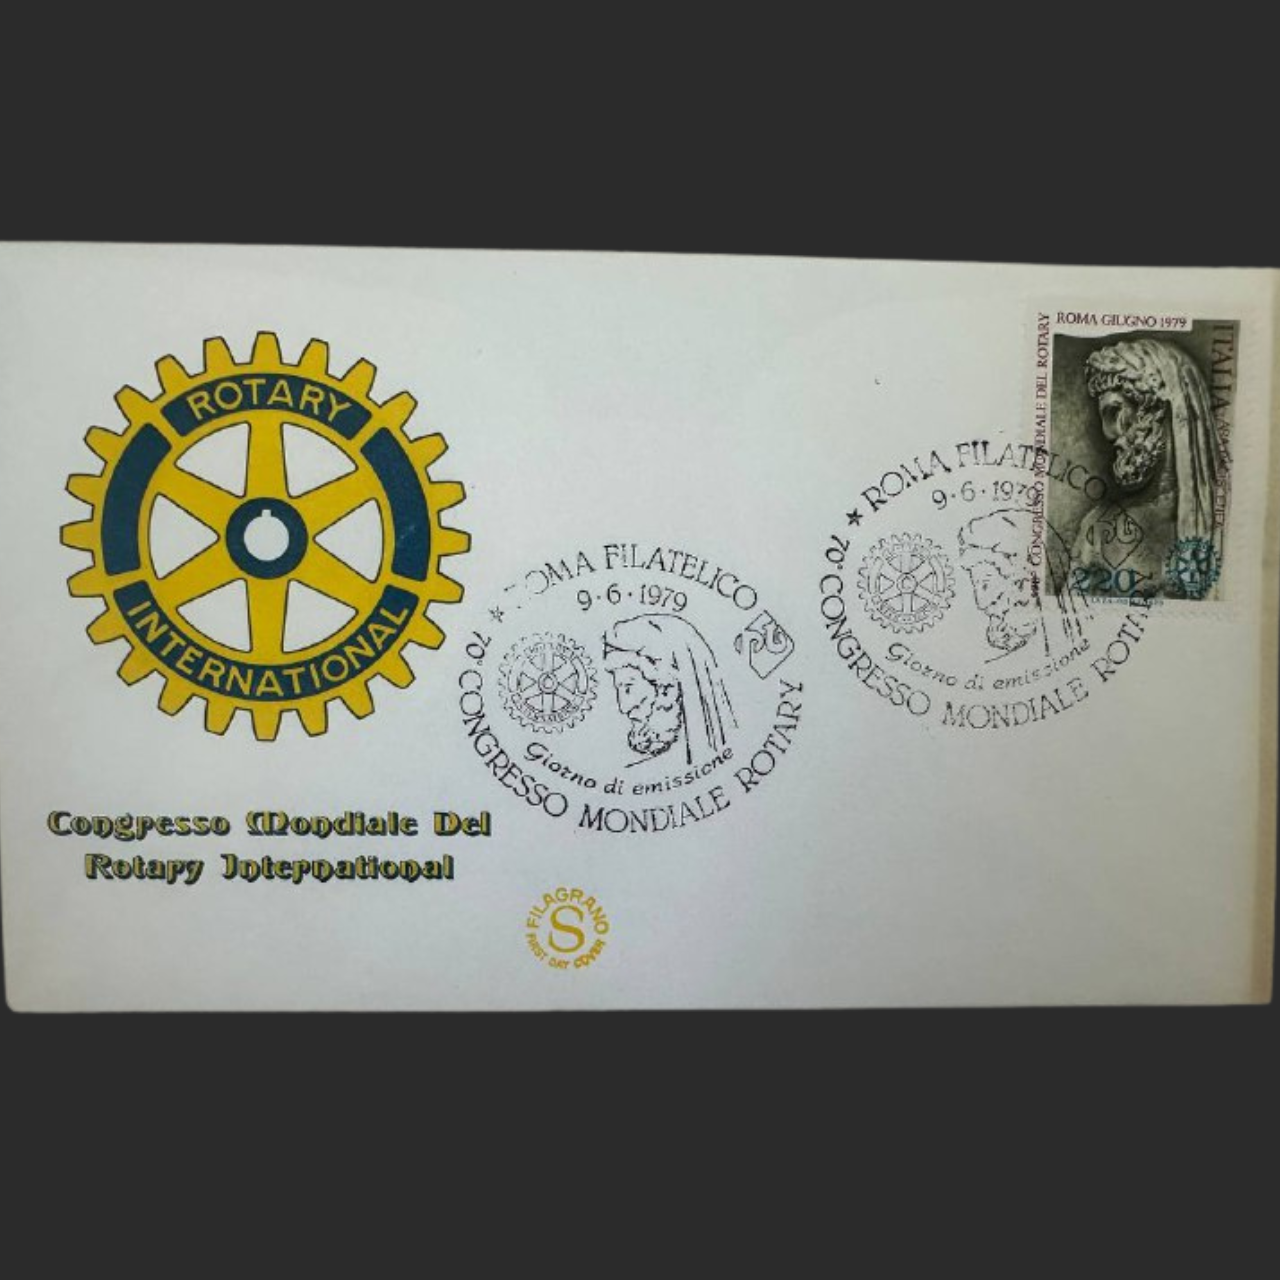 ROTARY
INTERNATIONAL
Congresso Mondiale Del
Rotary International
ROMA FILATELICO
9·6·1979
70° CONGRESSO MONDIALE ROTARY
Giorno di emissione
FILAGRANO
S
FIRST DAY COVER
ROMA FILATELICO
9·6·1979
70° CONGRESSO MONDIALE ROTARY
Giorno di emissione
ROMA GIUGNO 1979
CONGRESSO MONDIALE DEL ROTARY
ITALIA
220